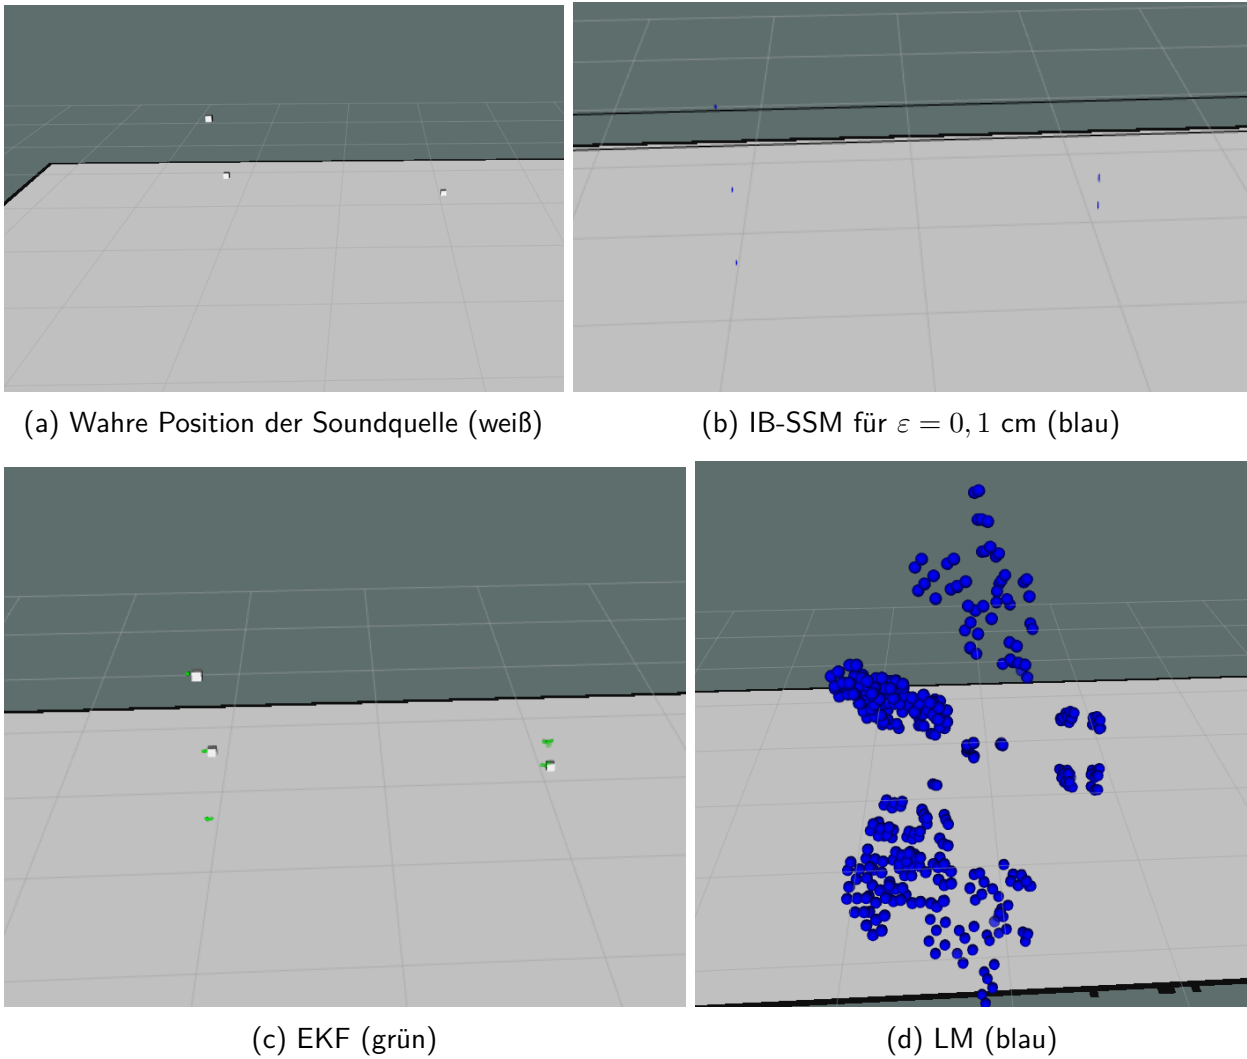 (a) Wahre Position der Soundquelle (weiß)
(b) IB-SSM für ε = 0, 1 cm (blau)
(c) EKF (grün)
(d) LM (blau)